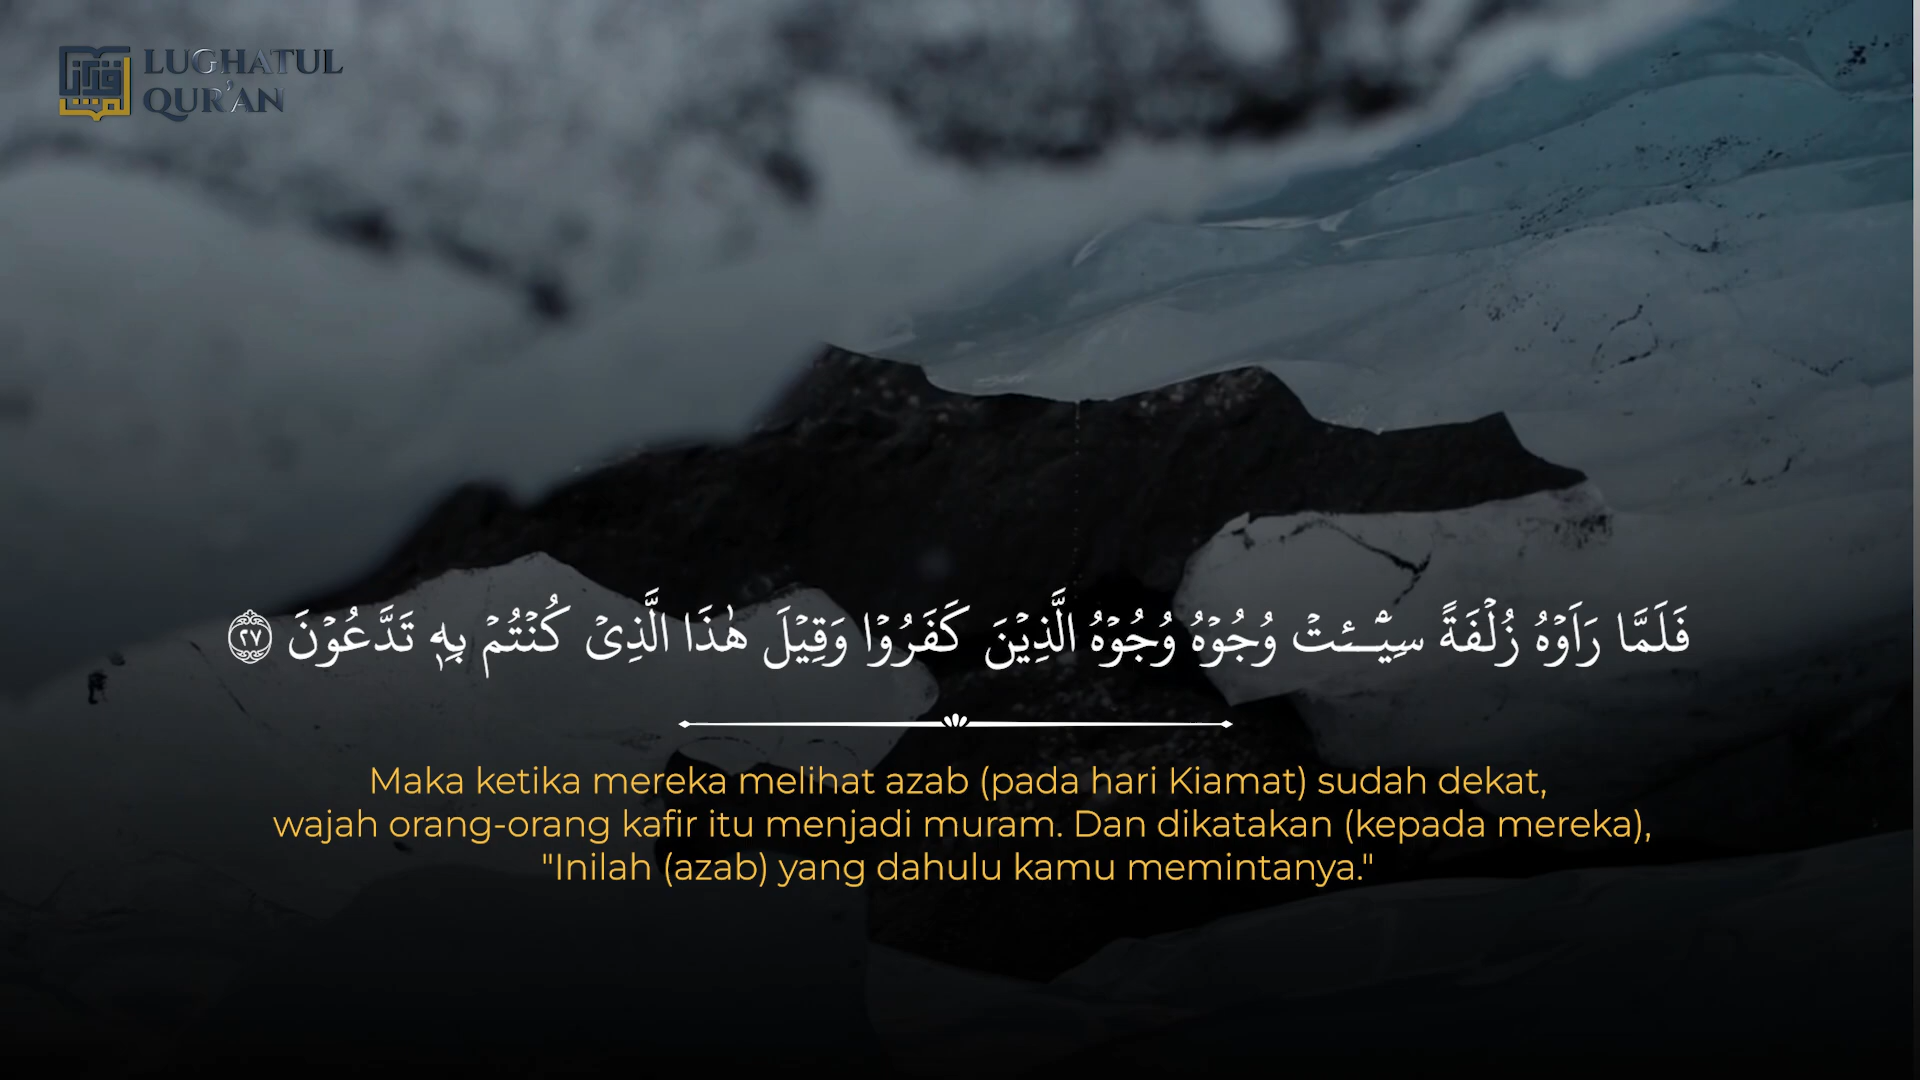 LUGHATUL
QUR'AN
فَلَمَّا رَاَوْهُ زُلْفَةً سِيْۤـَٔتْ وُجُوْهُ وُجُوْهُ الَّذِيْنَ كَفَرُوْا وَقِيْلَ هٰذَا الَّذِيْ كُنْتُمْ بِهٖ تَدَّعُوْنَ ٢٧
Maka ketika mereka melihat azab (pada hari Kiamat) sudah dekat,
wajah orang-orang kafir itu menjadi muram. Dan dikatakan (kepada mereka),
"Inilah (azab) yang dahulu kamu memintanya."